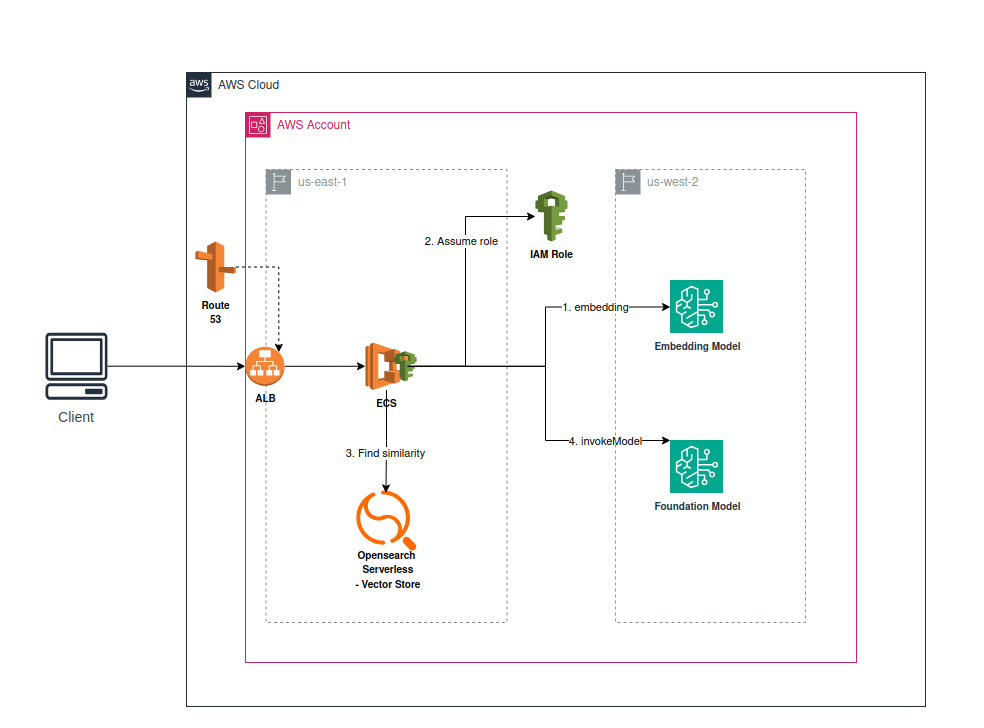 aws
AWS Cloud
AWS Account
us-east-1
us-west-2
2. Assume role
IAM Role
Route
53
1. embedding
Embedding Model
Client
ALB
ECS
4. invokeModel
3. Find similarity
Foundation Model
Opensearch
Serverless
- Vector Store